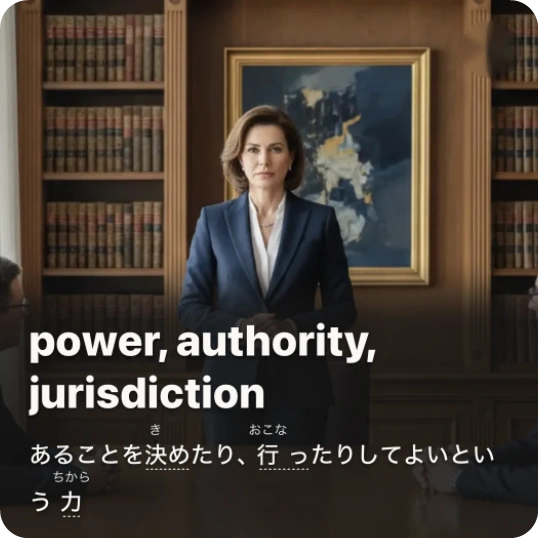 power, authority,
jurisdiction
き おこな
あることを決めたり、行ったりしてよいとい
ちから
う力